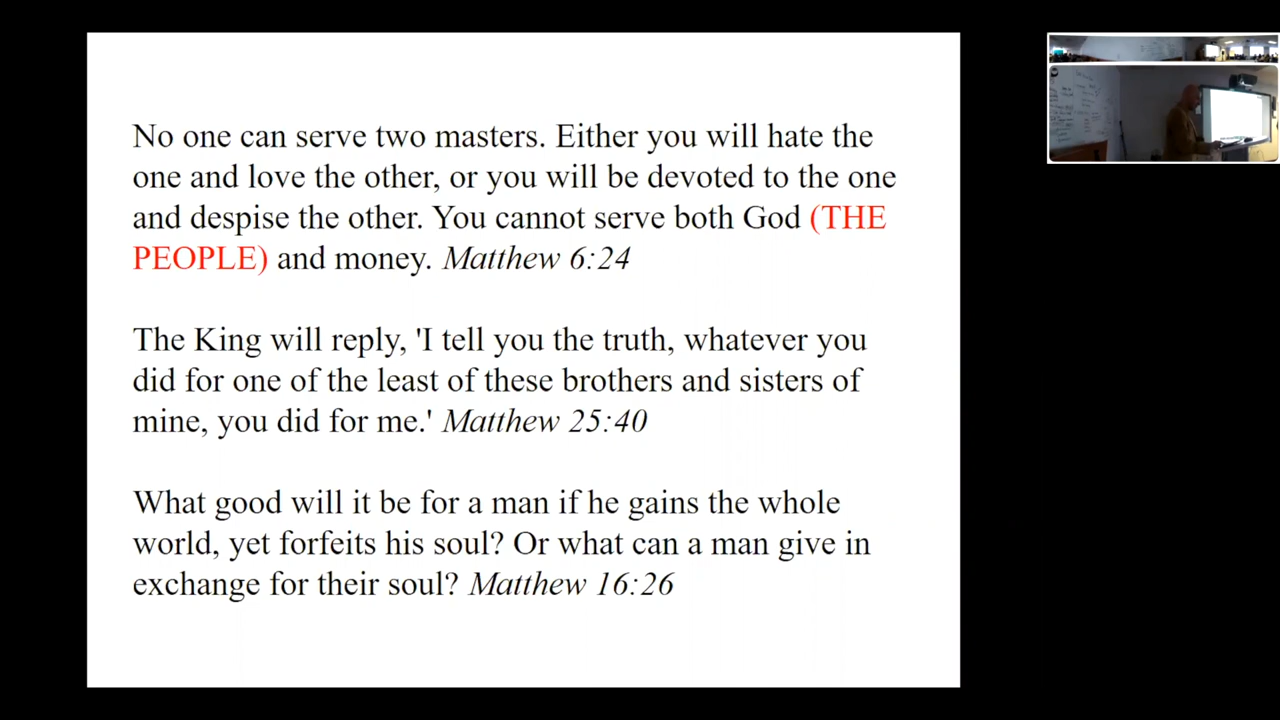 No one can serve two masters. Either you will hate the
one and love the other, or you will be devoted to the one
and despise the other. You cannot serve both God (THE
PEOPLE) and money. Matthew 6:24
The King will reply, 'I tell you the truth, whatever you
did for one of the least of these brothers and sisters of
mine, you did for me.' Matthew 25:40
What good will it be for a man if he gains the whole
world, yet forfeits his soul? Or what can a man give in
exchange for their soul? Matthew 16:26